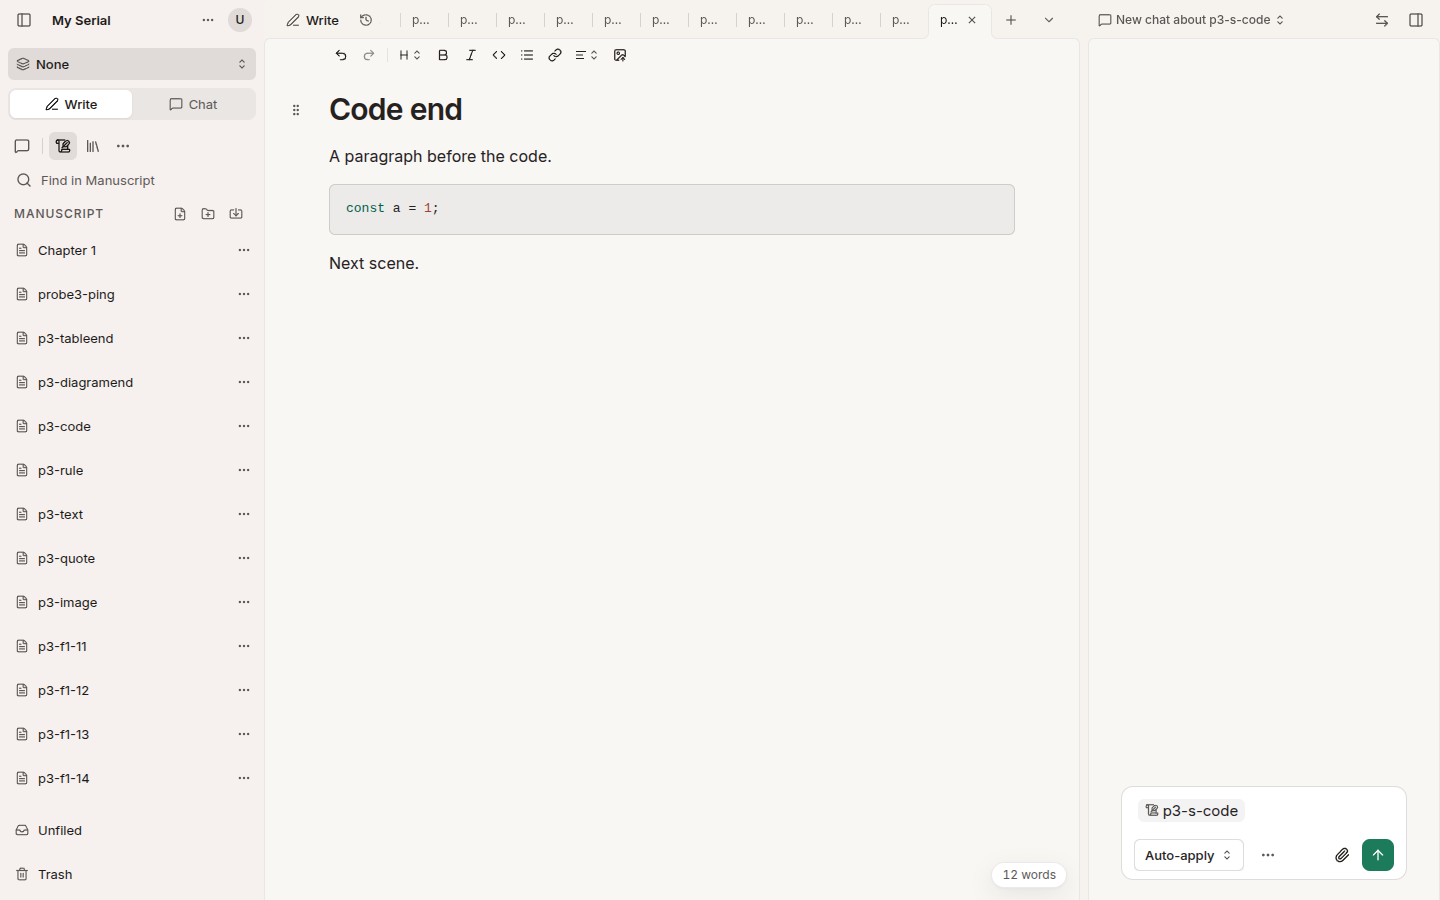 My Serial
U
None
Write
Chat
Find in Manuscript
MANUSCRIPT
Chapter 1
probe3-ping
p3-tableend
p3-diagramend
p3-code
p3-rule
p3-text
p3-quote
p3-image
p3-f1-11
p3-f1-12
p3-f1-13
p3-f1-14
Unfiled
Trash
Write
p...
p...
p...
p...
p...
p...
p...
p...
p...
p...
p...
p...
H
B
I
Code end
A paragraph before the code.
const a = 1;
Next scene.
12 words
New chat about p3-s-code
p3-s-code
Auto-apply